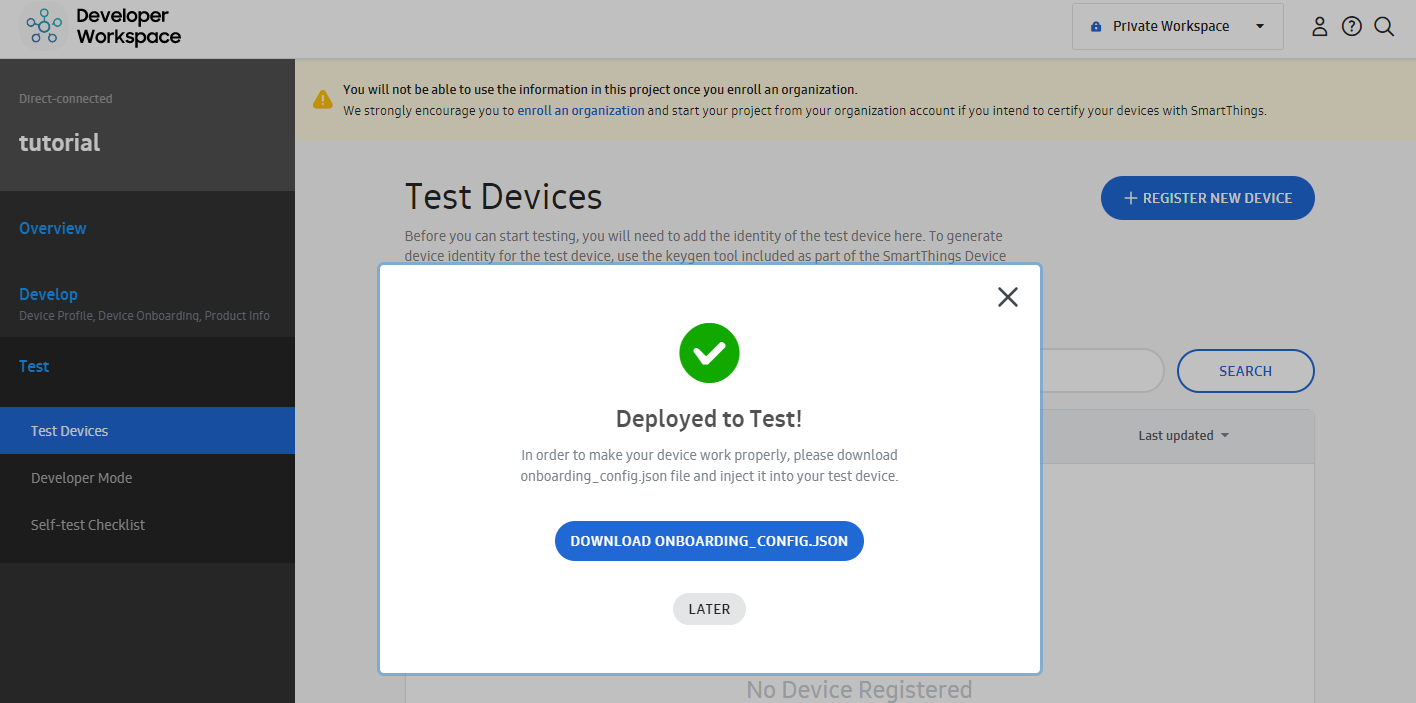 Developer
Workspace
Private Workspace
Direct-connected
tutorial
Overview
Develop
Device Profile, Device Onboarding, Product Info
Test
Test Devices
Developer Mode
Self-test Checklist
You will not be able to use the information in this project once you enroll an organization.
We strongly encourage you to enroll an organization and start your project from your organization account if you intend to certify your devices with SmartThings.
Test Devices
+ REGISTER NEW DEVICE
Before you can start testing, you will need to add the identity of the test device here. To generate
device identity for the test device, use the keygen tool included as part of the SmartThings Device
SEARCH
Last updated
Deployed to Test!
In order to make your device work properly, please download
onboarding_config.json file and inject it into your test device.
DOWNLOAD ONBOARDING_CONFIG.JSON
LATER
No Device Registered